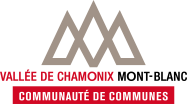 VALLÉE DE CHAMONIX MONT-BLANC
COMMUNAUTÉ DE COMMUNES